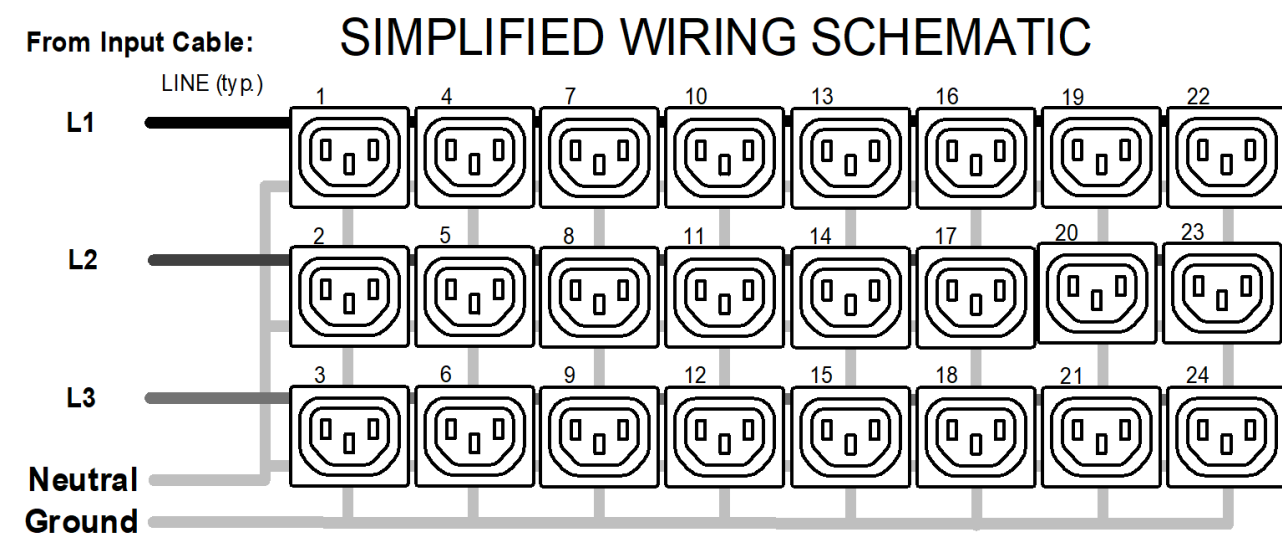 SIMPLIFIED WIRING SCHEMATIC
From Input Cable:
LINE (typ.)
1 4 7 10 13 16 19 22
L1
2 5 8 11 14 17 20 23
L2
3 6 9 12 15 18 21 24
L3
Neutral
Ground